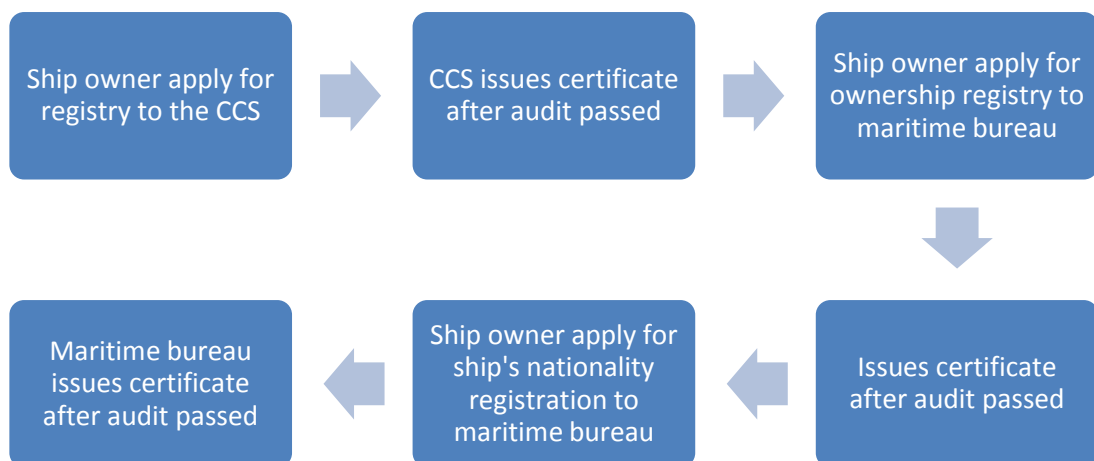 Ship owner apply for
registry to the CCS
CCS issues certificate
after audit passed
Ship owner apply for
ownership registry to
maritime bureau
Issues certificate
after audit passed
Ship owner apply for
ship's nationality
registration to
maritime bureau
Maritime bureau
issues certificate
after audit passed